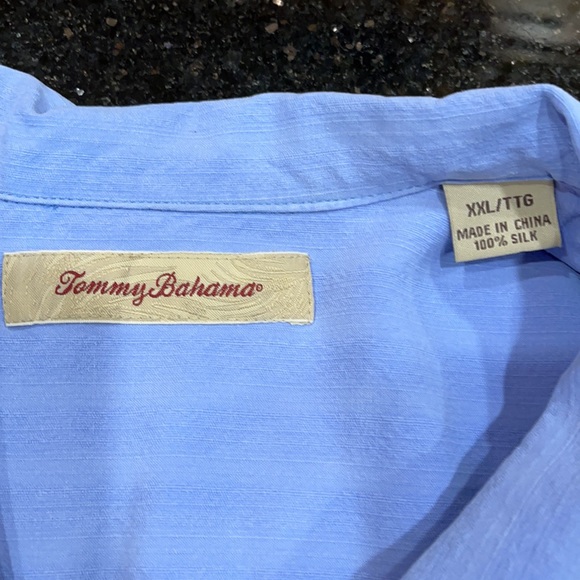 Tommy Bahama®
XXL/TTG
MADE IN CHINA
100% SILK